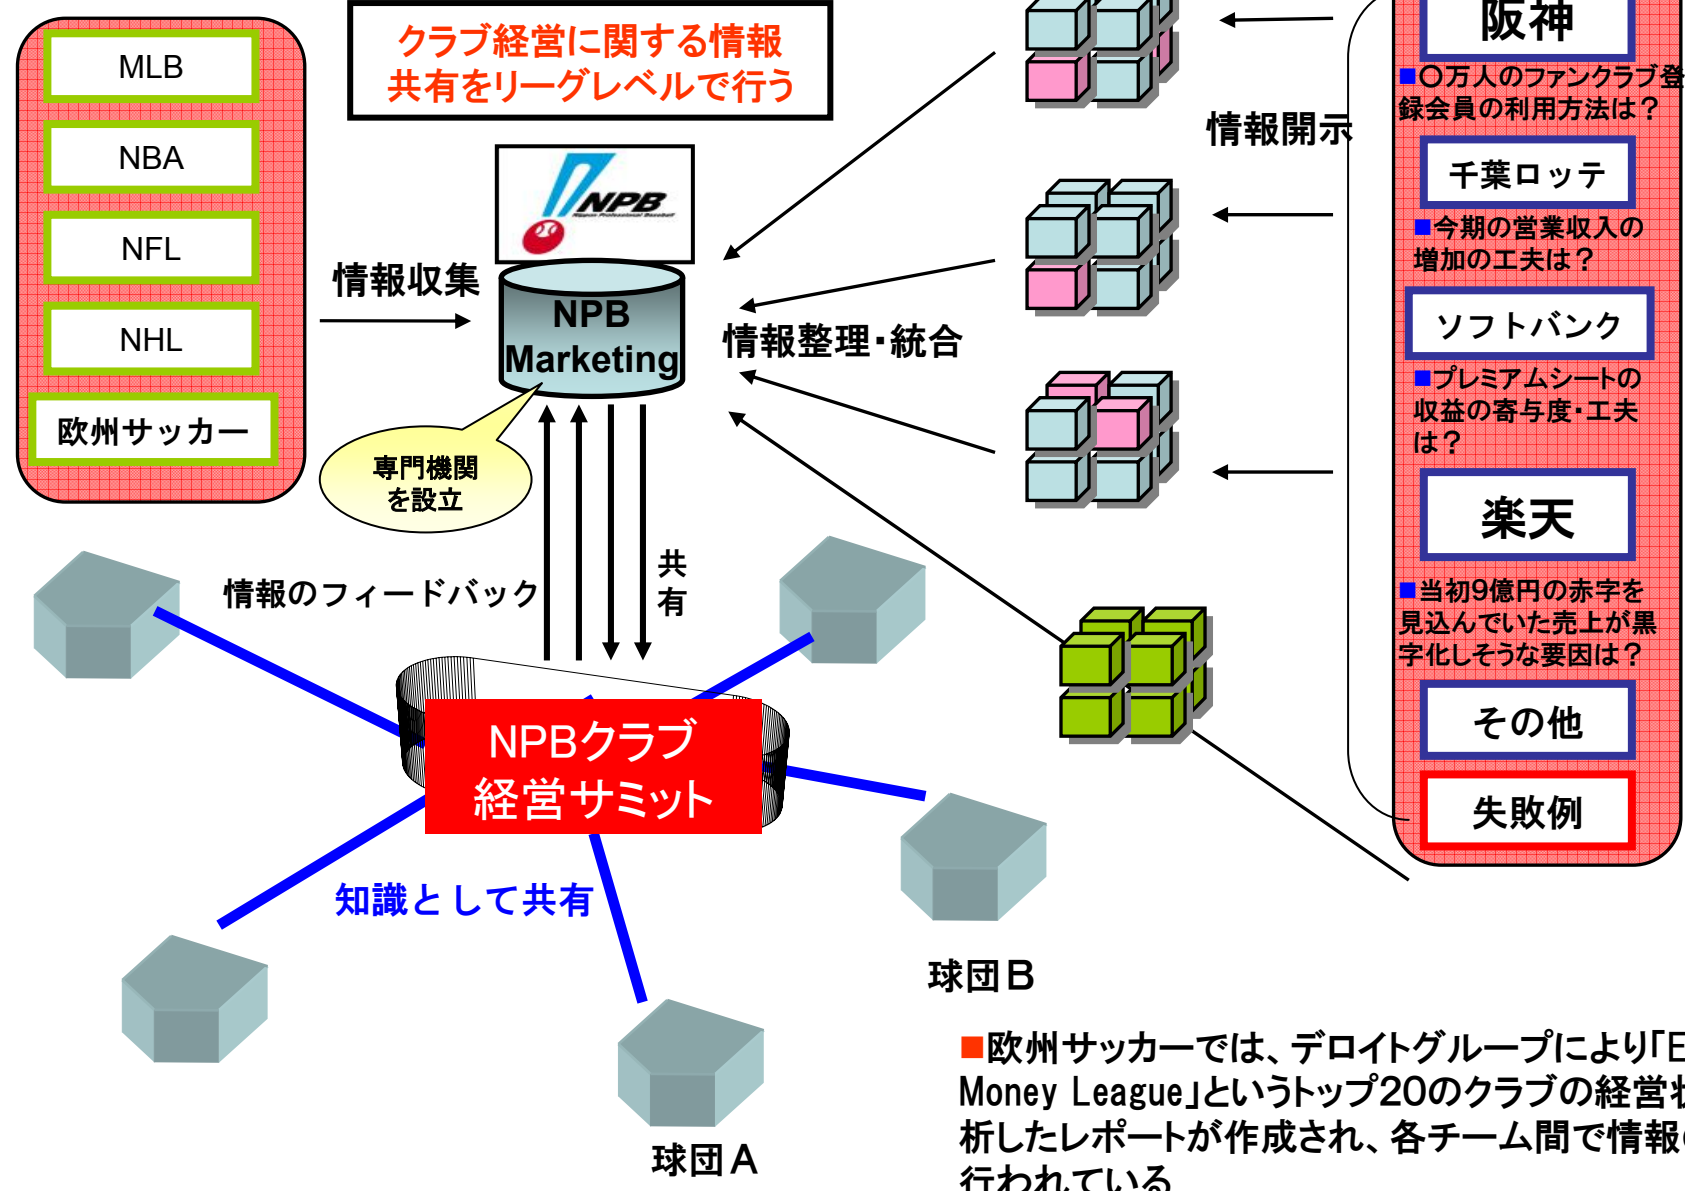 クラブ経営に関する情報
共有をリーグレベルで行う
MLB
NBA
NFL
NHL
欧州サッカー
情報収集
NPB
Nippon Professional Baseball
NPB
Marketing
専門機関
を設立
情報整理・統合
情報開示
阪神
■〇万人のファンクラブ登
録会員の利用方法は？
千葉ロッテ
■今期の営業収入の
増加の工夫は？
ソフトバンク
■プレミアムシートの
収益の寄与度・工夫
は？
楽天
■当初9億円の赤字を
見込んでいた売上が黒
字化しそうな要因は？
その他
失敗例
情報のフィードバック
共
有
NPBクラブ
経営サミット
知識として共有
球団B
球団A
■欧州サッカーでは、デロイトグループにより「
Money League」というトップ20のクラブの経営
析したレポートが作成され、各チーム間で情報
行われている